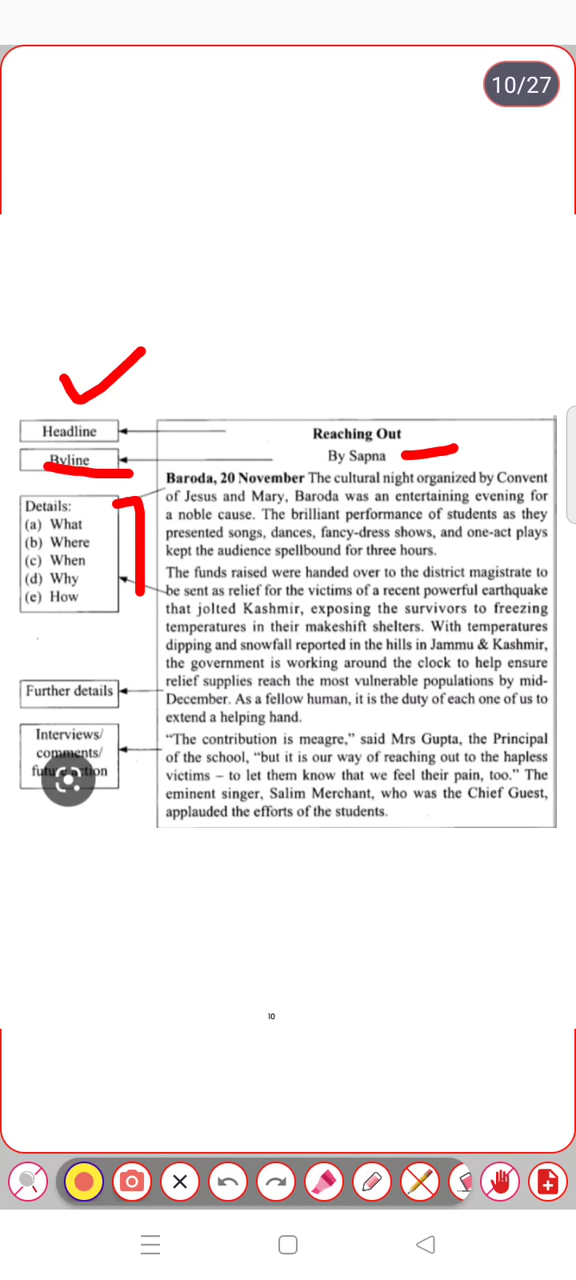 10/27
Headline
Byline
Details:
(a) What
(b) Where
(c) When
(d) Why
(e) How
Further details
Interviews/
comments/
future action
Reaching Out
By Sapna
Baroda, 20 November The cultural night organized by Convent
of Jesus and Mary, Baroda was an entertaining evening for
a noble cause. The brilliant performance of students as they
presented songs, dances, fancy-dress shows, and one-act plays
kept the audience spellbound for three hours.
The funds raised were handed over to the district magistrate to
be sent as relief for the victims of a recent powerful earthquake
that jolted Kashmir, exposing the survivors to freezing
temperatures in their makeshift shelters. With temperatures
dipping and snowfall reported in the hills in Jammu & Kashmir,
the government is working around the clock to help ensure
relief supplies reach the most vulnerable populations by mid-
December. As a fellow human, it is the duty of each one of us to
extend a helping hand.
“The contribution is meagre,” said Mrs Gupta, the Principal
of the school, “but it is our way of reaching out to the hapless
victims – to let them know that we feel their pain, too.” The
eminent singer, Salim Merchant, who was the Chief Guest,
applauded the efforts of the students.
10